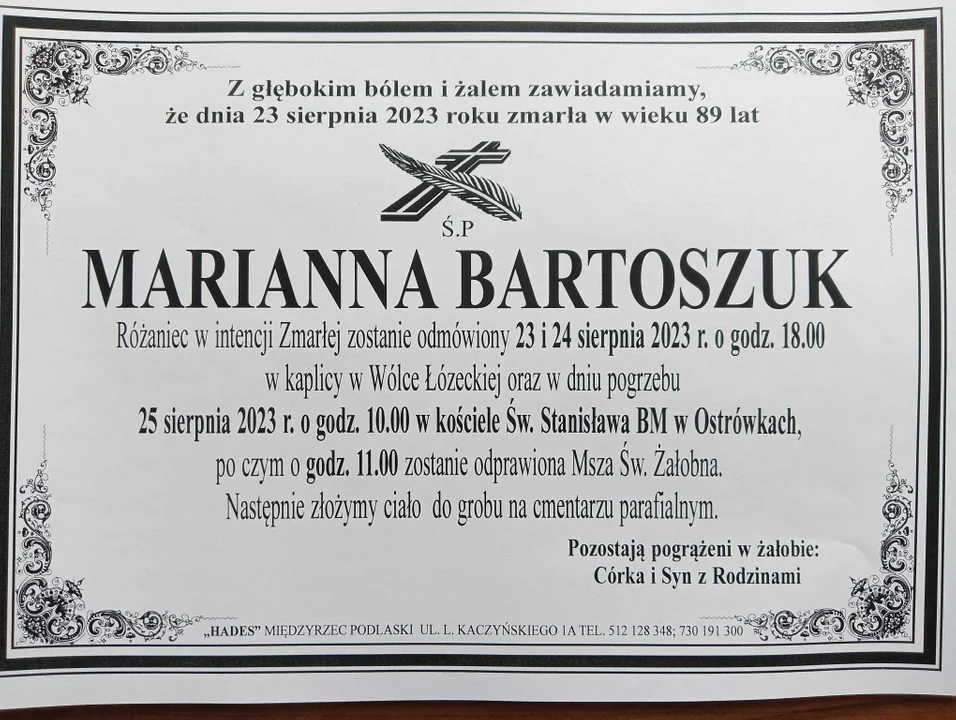 Z głębokim bólem i żalem zawiadamiamy,
że dnia 23 sierpnia 2023 roku zmarła w wieku 89 lat
Ś.P
MARIANNA BARTOSZUK
Różaniec w intencji Zmarłej zostanie odmówiony 23 i 24 sierpnia 2023 r. o godz. 18.00
w kaplicy w Wólce Łózeckiej oraz w dniu pogrzebu
25 sierpnia 2023 r. o godz. 10.00 w kościele Św. Stanisława BM w Ostrówkach,
po czym o godz. 11.00 zostanie odprawiona Msza Św. Żałobna.
Następnie złożymy ciało do grobu na cmentarzu parafialnym.
Pozostają pogrążeni w żałobie:
Córka i Syn z Rodzinami
„HADES” MIĘDZYRZEC PODLASKI UL. L. KACZYŃSKIEGO 1A TEL. 512 128 348; 730 191 300